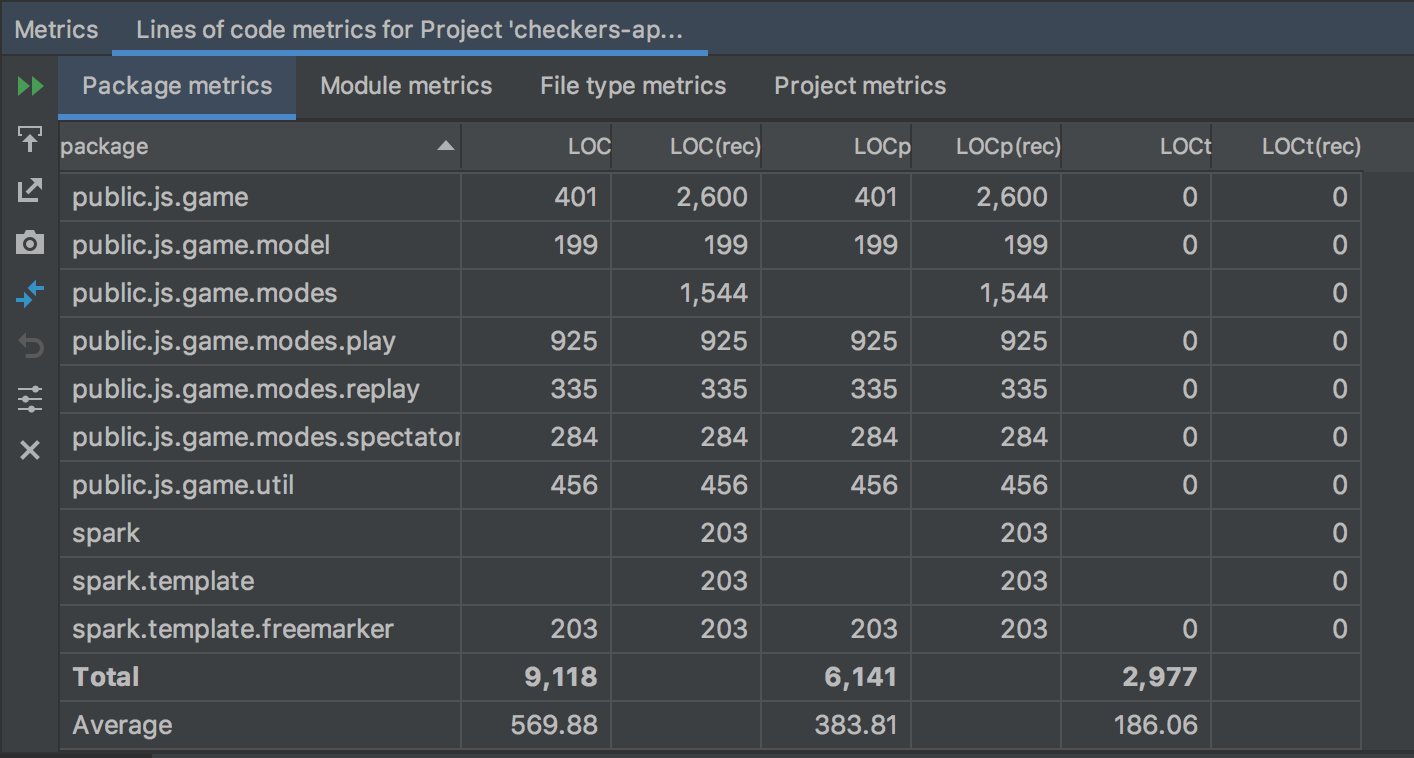 Metrics Lines of code metrics for Project 'checkers-ap...
Package metrics Module metrics File type metrics Project metrics
package LOC LOC(rec) LOCp LOCp(rec) LOCt LOCt(rec)
public.js.game 401 2,600 401 2,600 0 0
public.js.game.model 199 199 199 199 0 0
public.js.game.modes 1,544 1,544 0
public.js.game.modes.play 925 925 925 925 0 0
public.js.game.modes.replay 335 335 335 335 0 0
public.js.game.modes.spectator 284 284 284 284 0 0
public.js.game.util 456 456 456 456 0 0
spark 203 203 0
spark.template 203 203 0
spark.template.freemarker 203 203 203 203 0 0
Total 9,118 6,141 2,977
Average 569.88 383.81 186.06